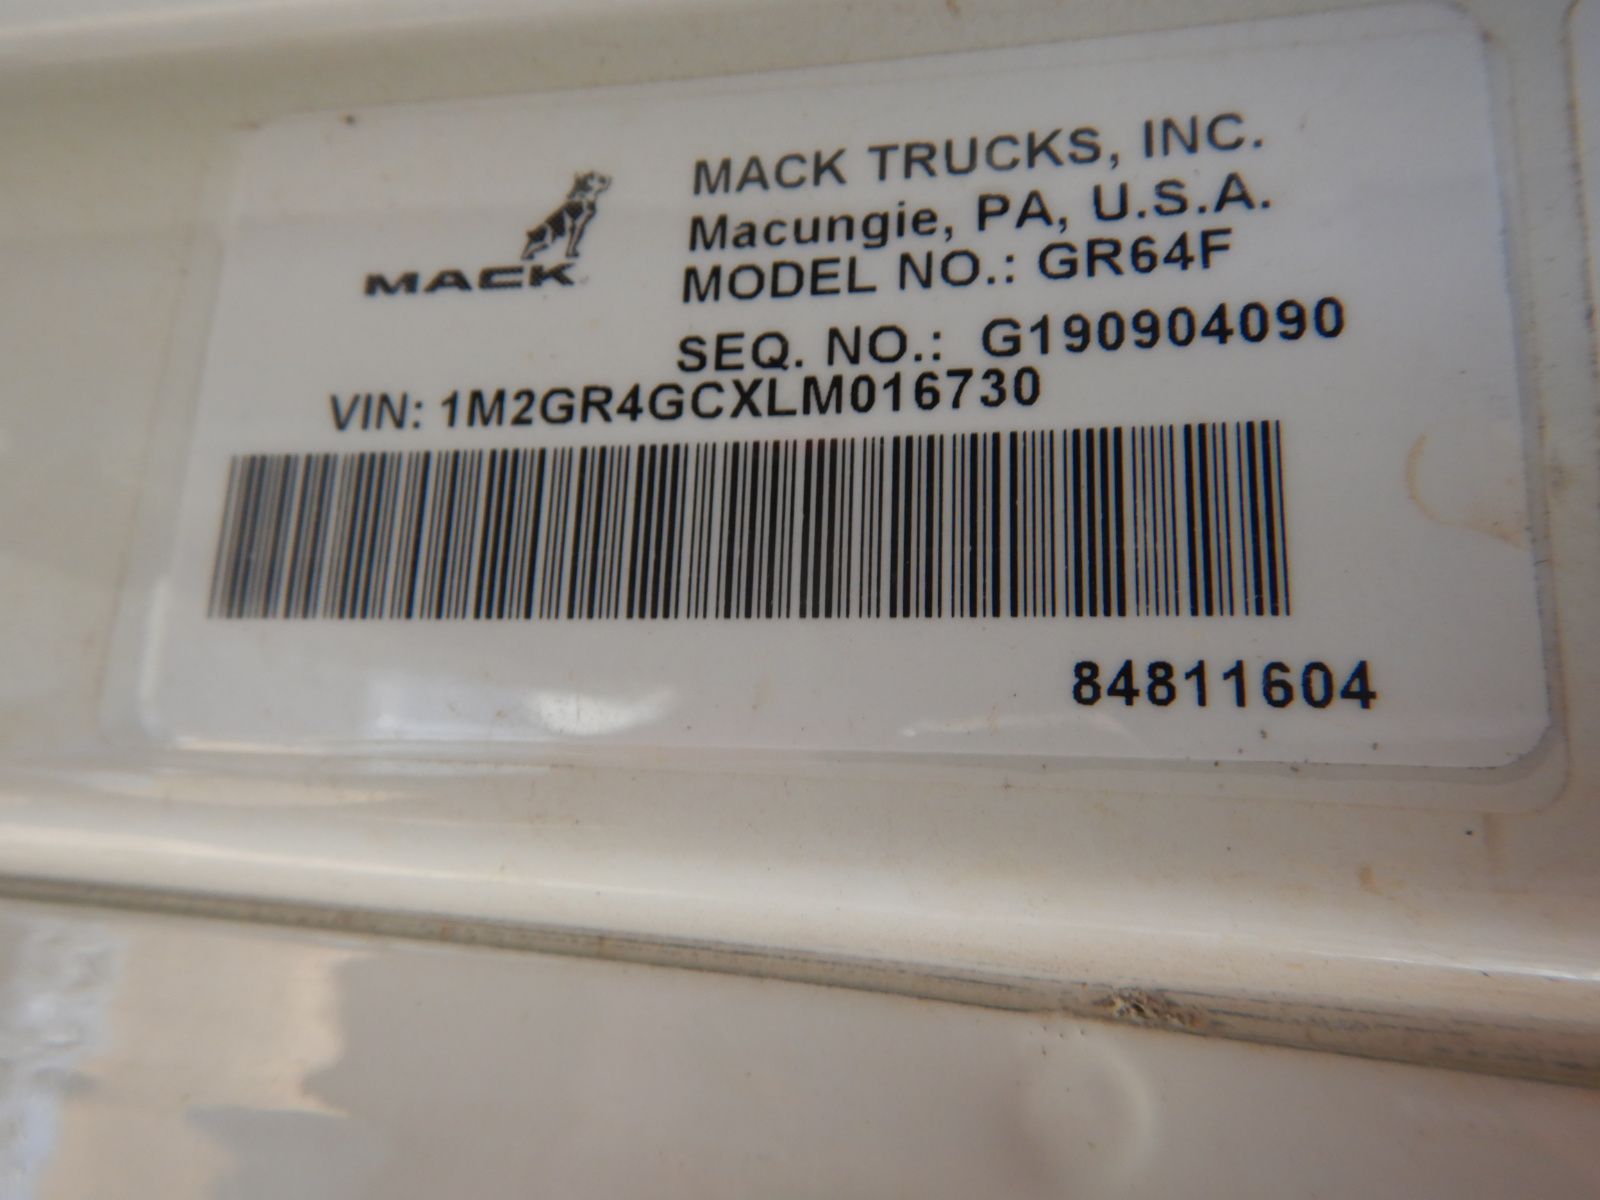 MACK
MACK TRUCKS, INC.
Macungie, PA, U.S.A.
MODEL NO.: GR64F
SEQ. NO.: G190904090
VIN: 1M2GR4GCXLM016730
84811604